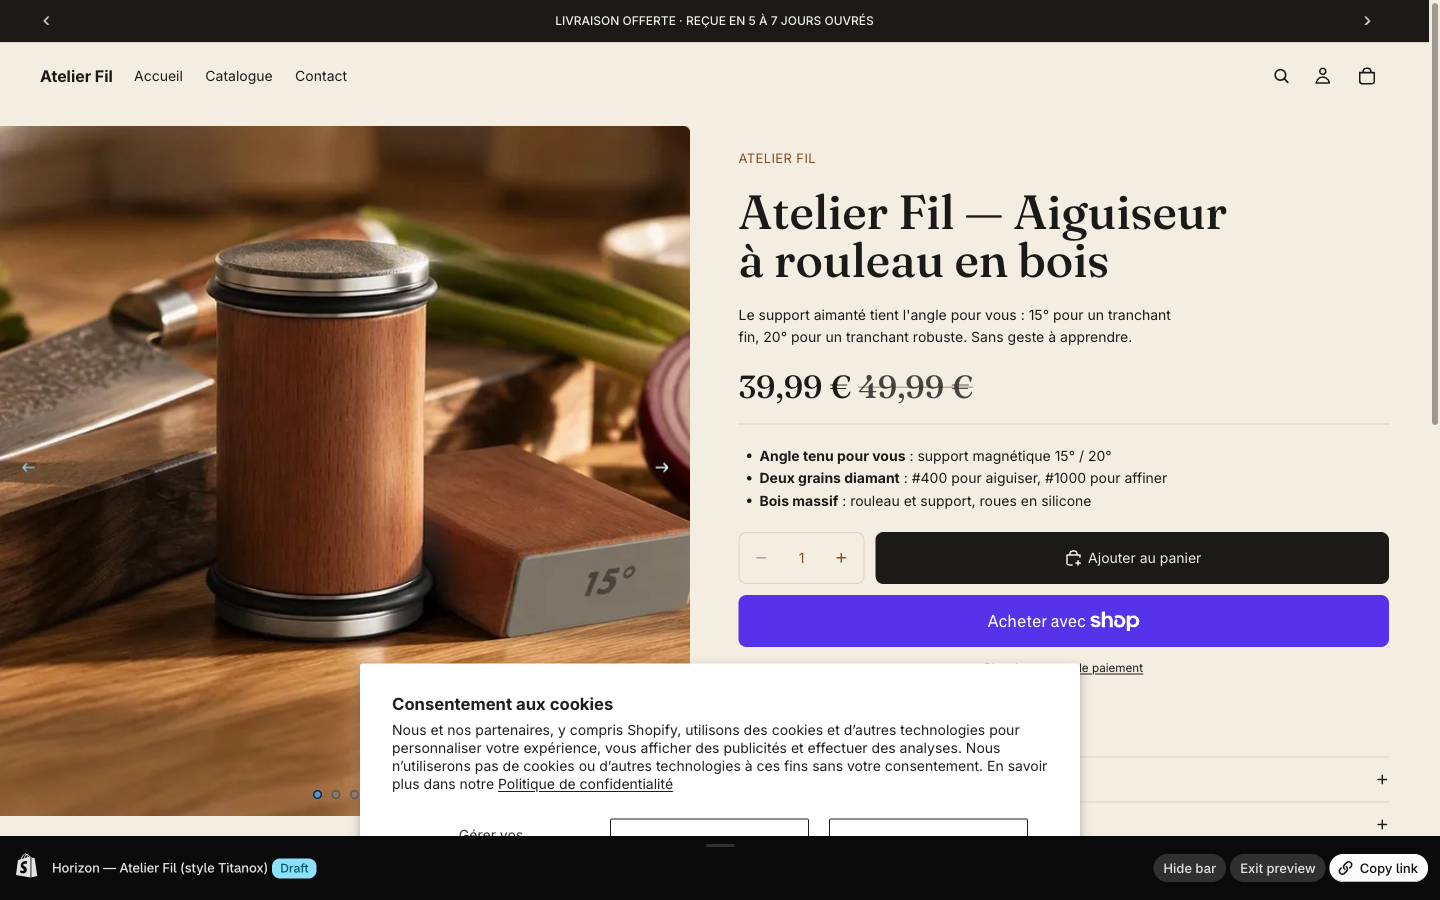 LIVRAISON OFFERTE · REÇUE EN 5 À 7 JOURS OUVRÉS
Atelier Fil Accueil Catalogue Contact
ATELIER FIL
Atelier Fil — Aiguiseur
à rouleau en bois
Le support aimanté tient l'angle pour vous : 15° pour un tranchant
fin, 20° pour un tranchant robuste. Sans geste à apprendre.
39,99 € 49,99 €
• Angle tenu pour vous : support magnétique 15° / 20°
• Deux grains diamant : #400 pour aiguiser, #1000 pour affiner
• Bois massif : rouleau et support, roues en silicone
15°
− 1 + Ajouter au panier
Acheter avec shop
le paiement
Consentement aux cookies
Nous et nos partenaires, y compris Shopify, utilisons des cookies et d’autres technologies pour
personnaliser votre expérience, vous afficher des publicités et effectuer des analyses. Nous
n’utiliserons pas de cookies ou d’autres technologies à ces fins sans votre consentement. En savoir
plus dans notre Politique de confidentialité
Gérer vos
+
+
Horizon — Atelier Fil (style Titanox) Draft
Hide bar Exit preview Copy link